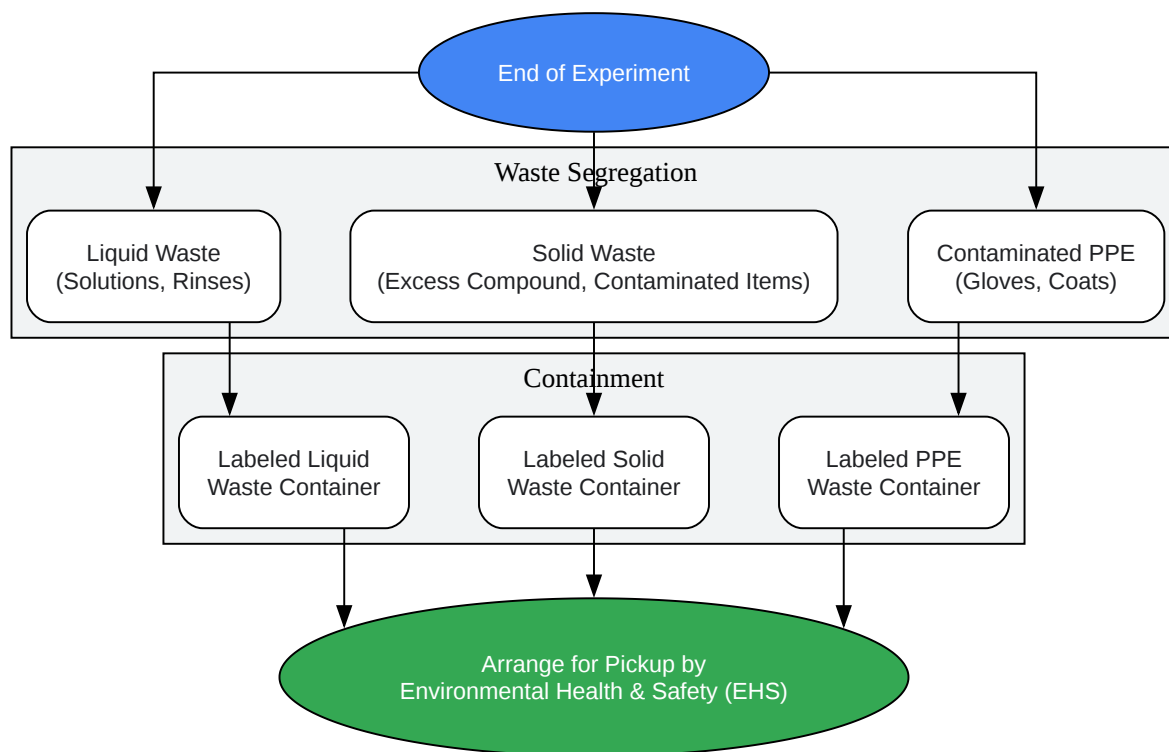 End of Experiment
Waste Segregation
Liquid Waste
(Solutions, Rinses)
Solid Waste
(Excess Compound, Contaminated Items)
Contaminated PPE
(Gloves, Coats)
Containment
Labeled Liquid
Waste Container
Labeled Solid
Waste Container
Labeled PPE
Waste Container
Arrange for Pickup by
Environmental Health & Safety (EHS)